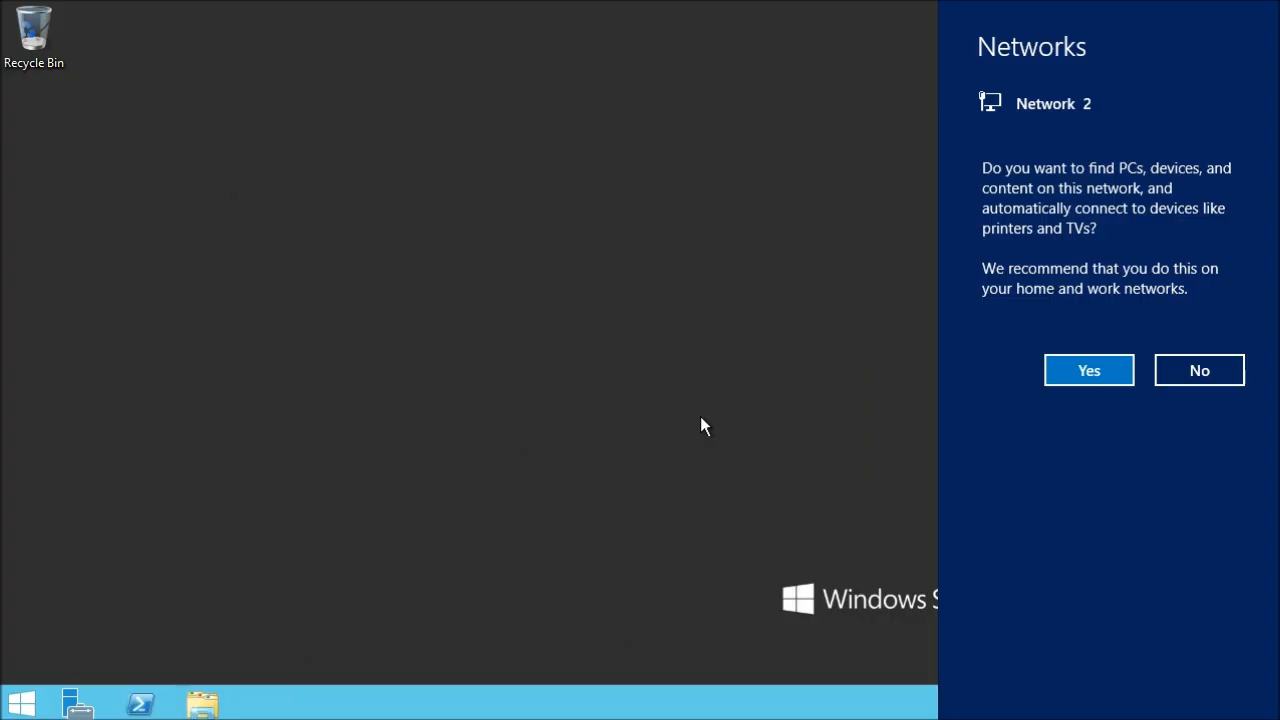 Recycle Bin
Networks
Network 2
Do you want to find PCs, devices, and
content on this network, and
automatically connect to devices like
printers and TVs?
We recommend that you do this on
your home and work networks.
Yes
No
Windows S